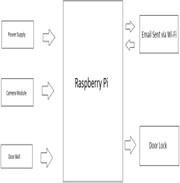 Power Supply
Camera Module
Door Bell
Raspberry Pi
Email Sent via Wi-Fi
Door Lock